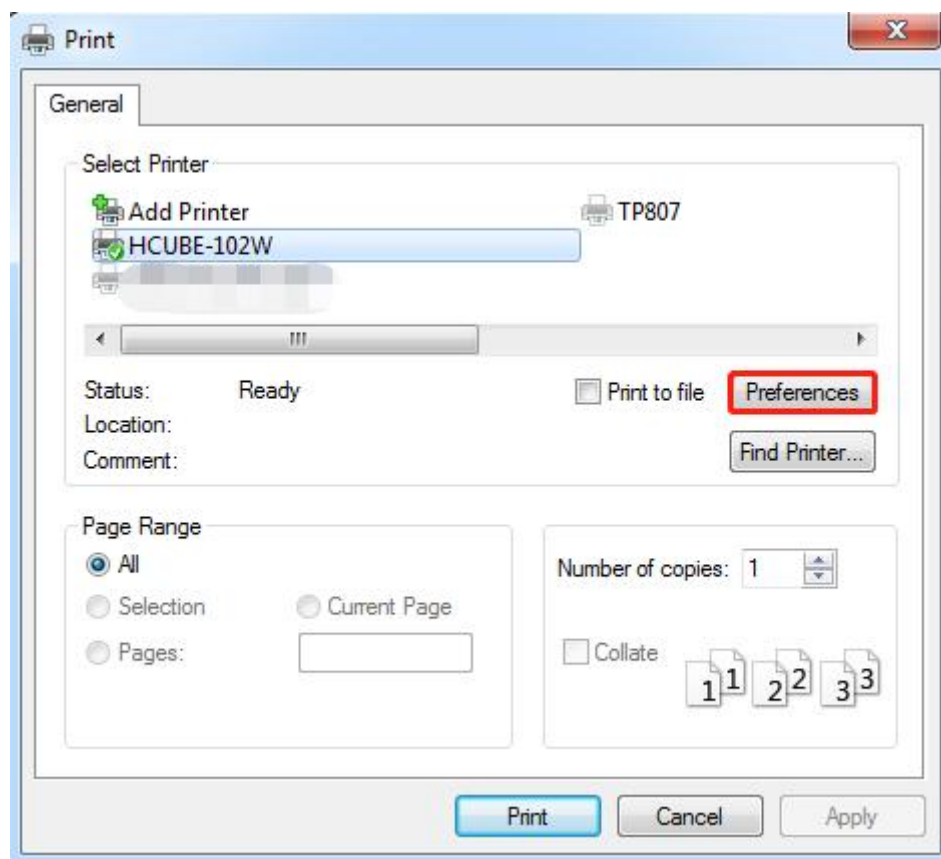 Print
General
Select Printer
Add Printer TP807
HCUBE-102W
Status: Ready Print to file Preferences
Location:
Comment: Find Printer...
Page Range
All Number of copies: 1
Selection Current Page
Pages: Collate
1 1 2 2 3 3
Print Cancel Apply